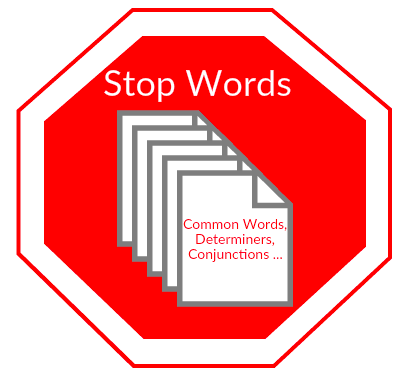 Stop Words
Common Words,
Determiners,
Conjunctions ...